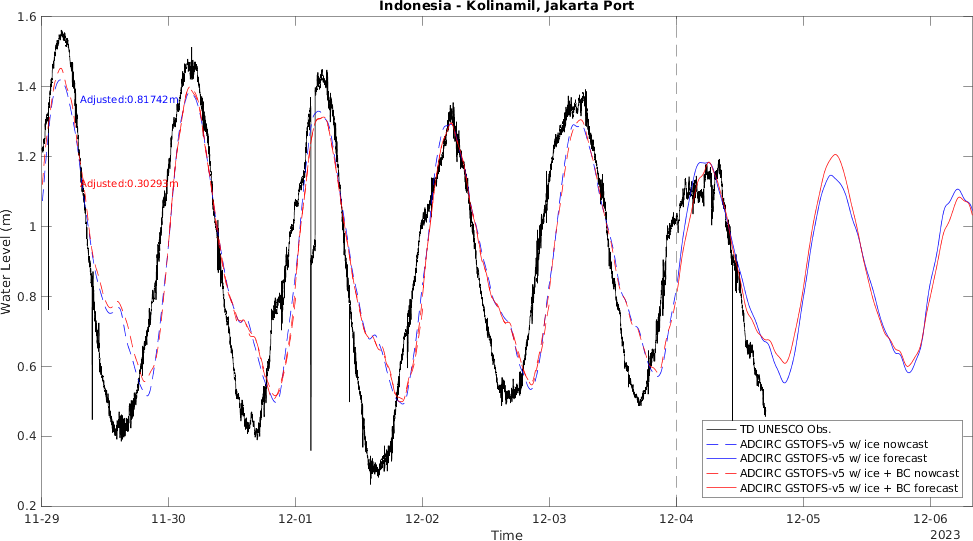 Indonesia - Kolinamil, Jakarta Port
1.6
1.4
1.2
1
0.8
0.6
0.4
0.2
Water Level (m)
Adjusted:0.81742m
Adjusted:0.30293m
TD UNESCO Obs.
ADCIRC GSTOFS-v5 w/ ice nowcast
ADCIRC GSTOFS-v5 w/ ice forecast
ADCIRC GSTOFS-v5 w/ ice + BC nowcast
ADCIRC GSTOFS-v5 w/ ice + BC forecast
11-29 11-30 12-01 12-02 12-03 12-04 12-05 12-06
Time
2023